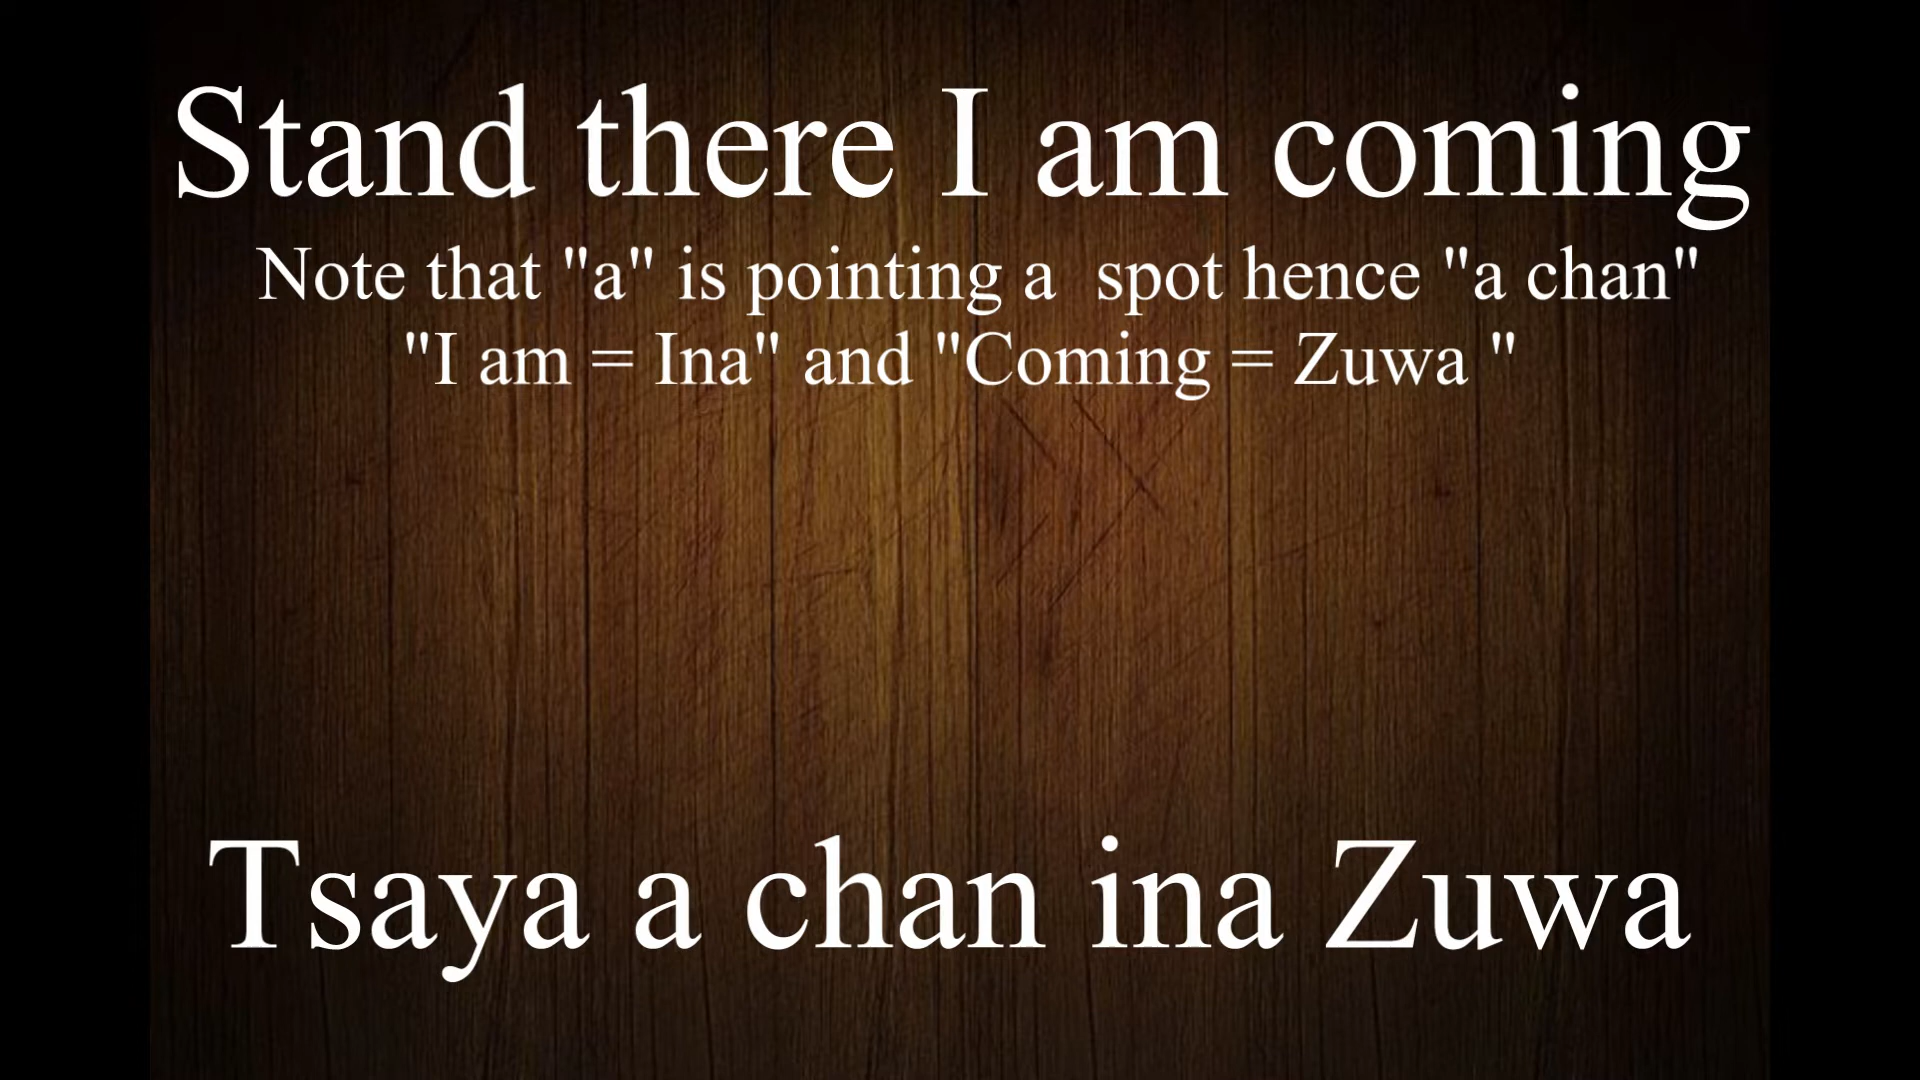 Stand there I am coming
Note that "a" is pointing a  spot hence "a chan"
"I am = Ina" and "Coming = Zuwa "
Tsaya a chan ina Zuwa